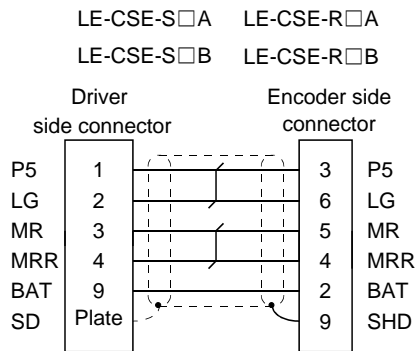 LE-CSE-S□A LE-CSE-R□A
LE-CSE-S□B LE-CSE-R□B
Driver side connector
Encoder side connector
P5 1 3 P5
LG 2 6 LG
MR 3 5 MR
MRR 4 4 MRR
BAT 9 2 BAT
SD Plate 9 SHD